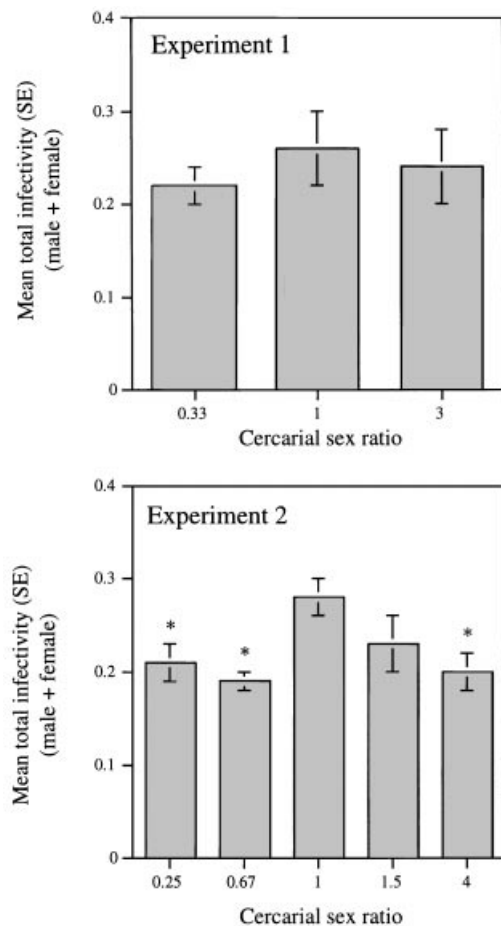 Experiment 1
Mean total infectivity (SE)
(male + female)
0.4
0.3
0.2
0.1
0
0.33 1 3
Cercarial sex ratio
Experiment 2
Mean total infectivity (SE)
(male + female)
0.4
0.3
0.2
0.1
0
* * *
0.25 0.67 1 1.5 4
Cercarial sex ratio